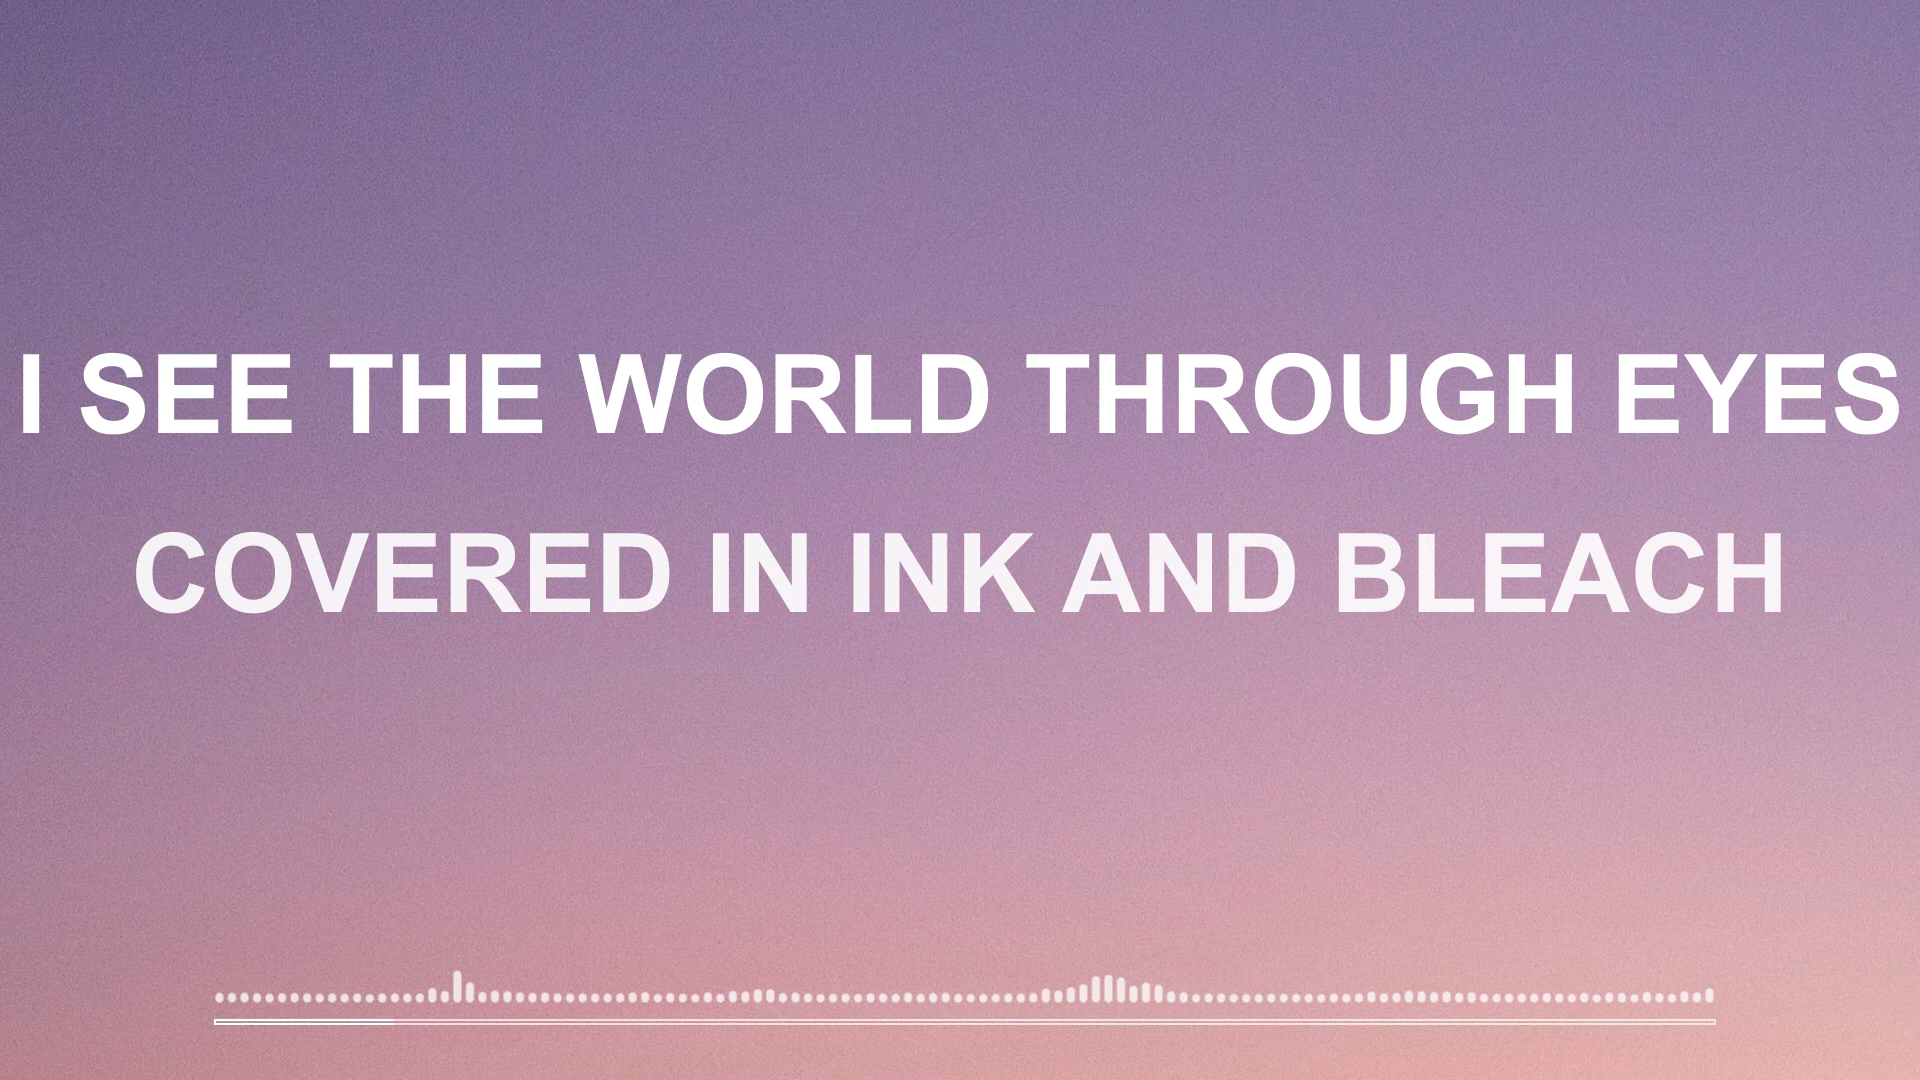 I SEE THE WORLD THROUGH EYES
COVERED IN INK AND BLEACH